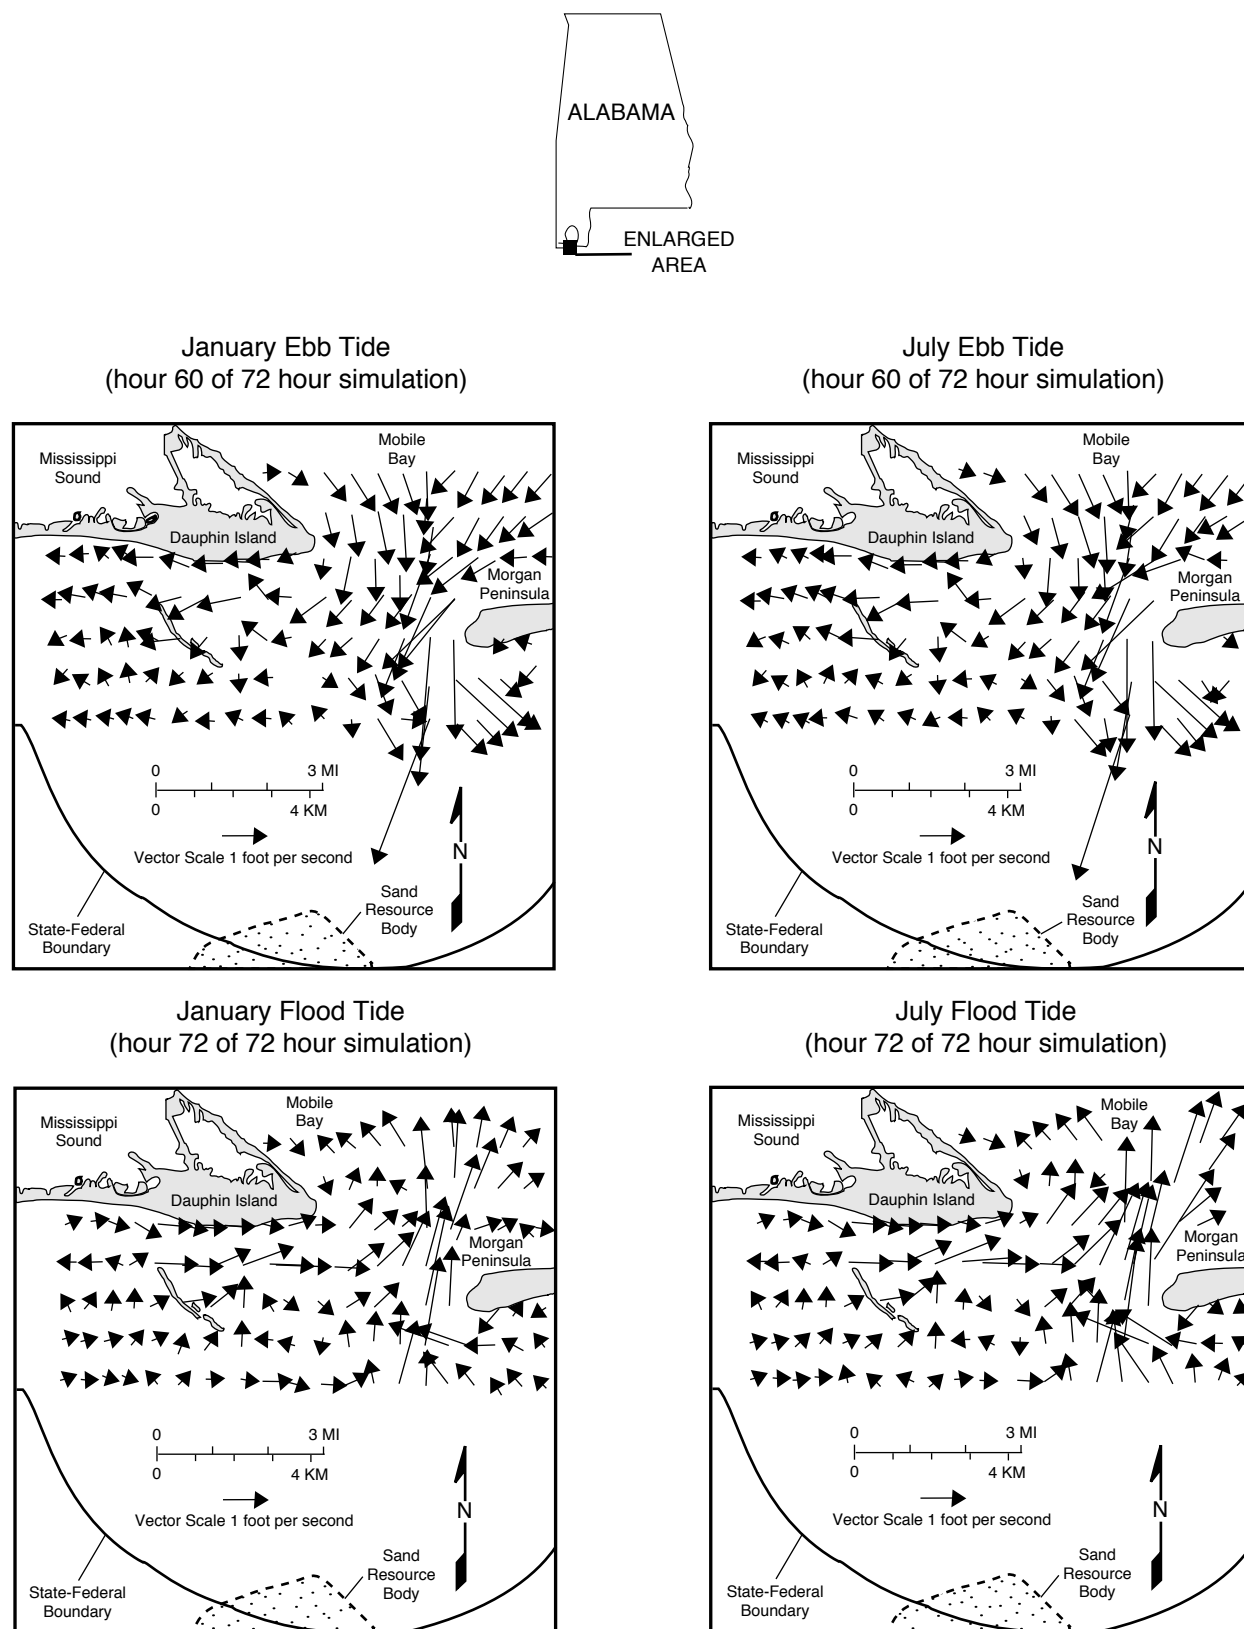 ALABAMA
ENLARGED
AREA
January Ebb Tide
(hour 60 of 72 hour simulation)
Mississippi
Sound
Mobile
Bay
Dauphin Island
Morgan
Peninsula
0 3 MI
0 4 KM
Vector Scale 1 foot per second
N
State-Federal
Boundary
Sand
Resource
Body
July Ebb Tide
(hour 60 of 72 hour simulation)
Mississippi
Sound
Mobile
Bay
Dauphin Island
Morgan
Peninsula
0 3 MI
0 4 KM
Vector Scale 1 foot per second
N
State-Federal
Boundary
Sand
Resource
Body
January Flood Tide
(hour 72 of 72 hour simulation)
Mississippi
Sound
Mobile
Bay
Dauphin Island
Morgan
Peninsula
0 3 MI
0 4 KM
Vector Scale 1 foot per second
N
State-Federal
Boundary
Sand
Resource
Body
July Flood Tide
(hour 72 of 72 hour simulation)
Mississippi
Sound
Mobile
Bay
Dauphin Island
Morgan
Peninsula
0 3 MI
0 4 KM
Vector Scale 1 foot per second
N
State-Federal
Boundary
Sand
Resource
Body